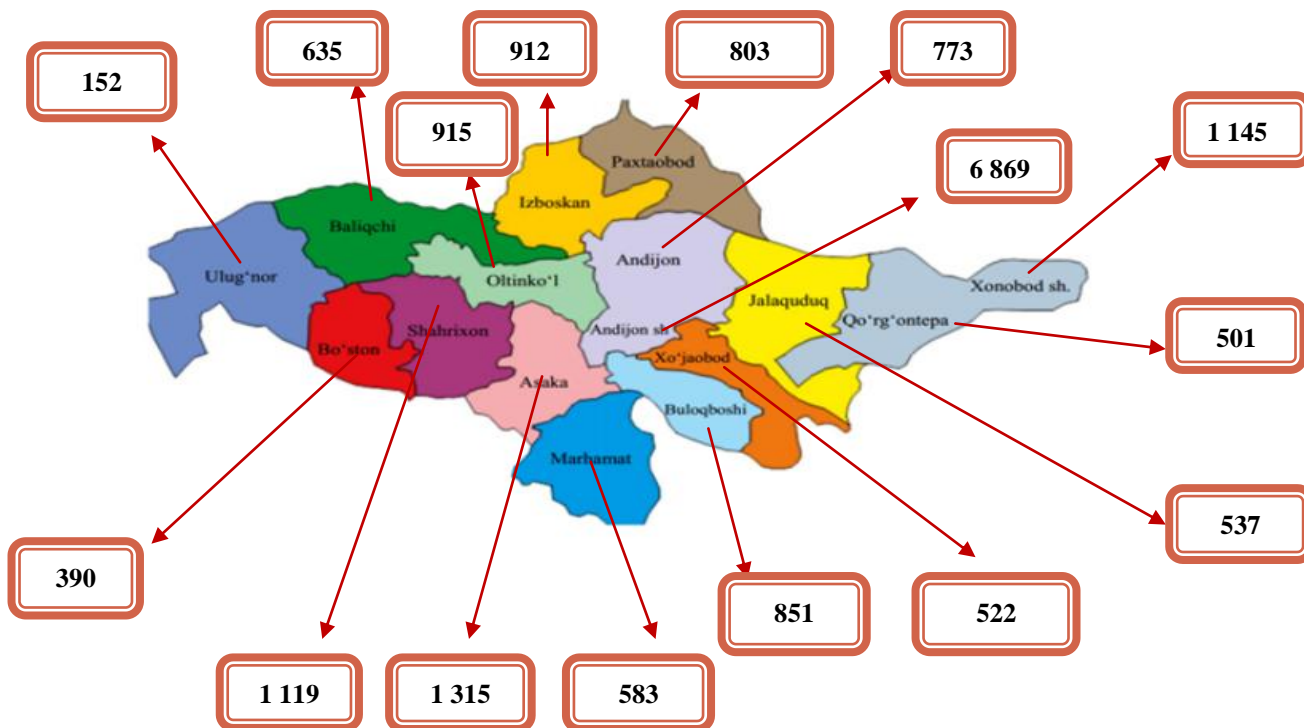 635
912
803
773
152
915
1 145
6 869
Paxtaobod
Izboskan
Baliqchi
Andijon
Ulug‘nor
Oltinko‘l
Xonobod sh.
Jalaquduq
Qo‘rg‘ontepa
Shahrixon
Andijon sh
501
Bo‘ston
Xo‘jaobod
Asaka
Buloqboshi
Marhamat
537
390
851
522
1 119
1 315
583